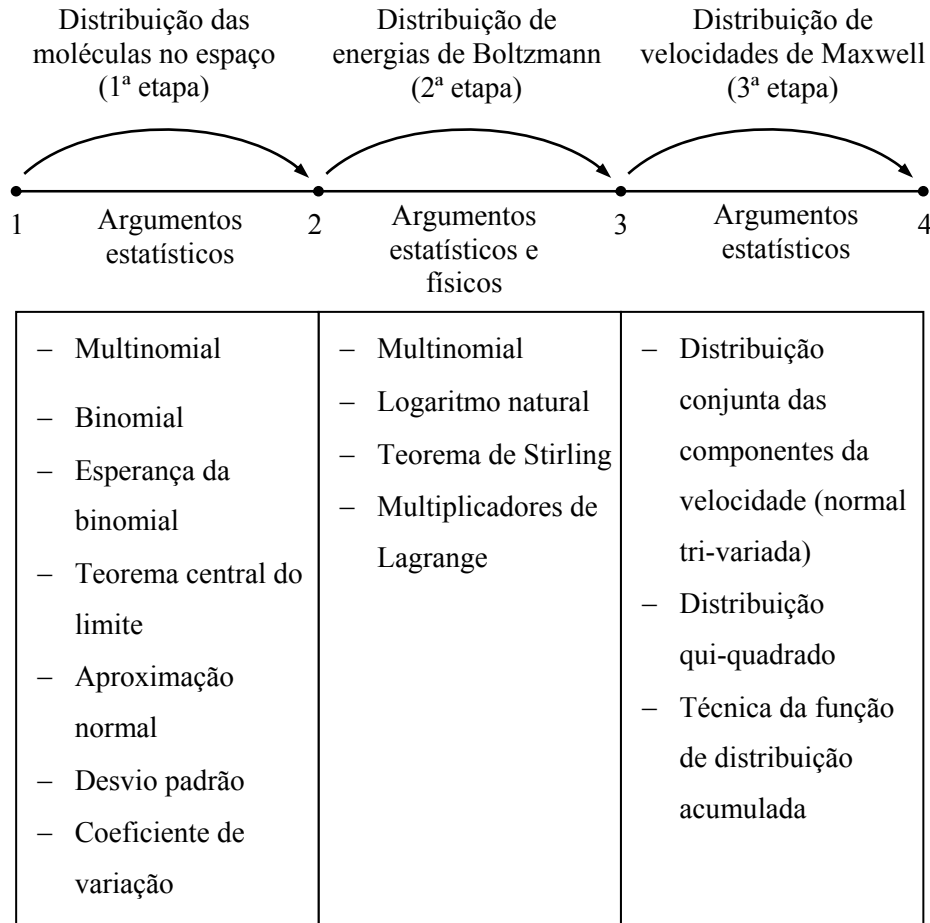 Distribuição das
moléculas no espaço
(1ª etapa)
Distribuição de
energias de Boltzmann
(2ª etapa)
Distribuição de
velocidades de Maxwell
(3ª etapa)
1
Argumentos
estatísticos
2
Argumentos
estatísticos e
físicos
3
Argumentos
estatísticos
4
– Multinomial
– Binomial
– Esperança da
binomial
– Teorema central do
limite
– Aproximação
normal
– Desvio padrão
– Coeficiente de
variação
– Multinomial
– Logaritmo natural
– Teorema de Stirling
– Multiplicadores de
Lagrange
– Distribuição
conjunta das
componentes da
velocidade (normal
tri-variada)
– Distribuição
qui-quadrado
– Técnica da função
de distribuição
acumulada